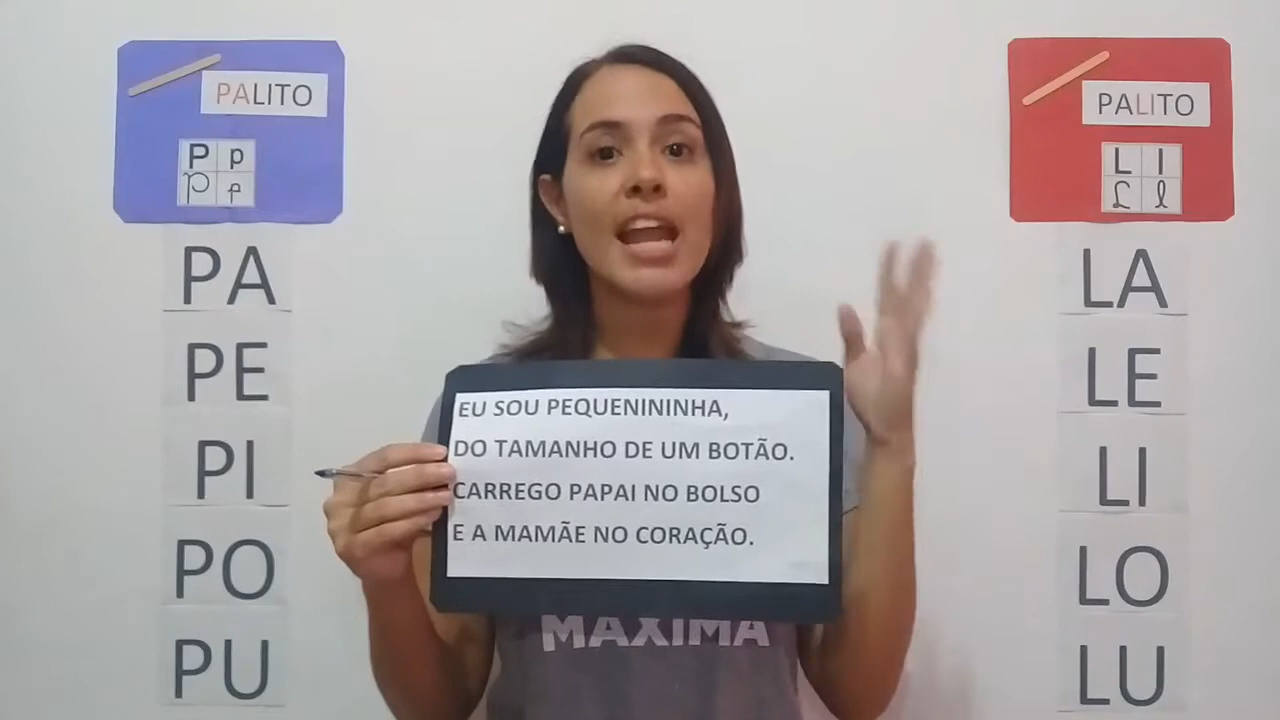 PALITO
P p
P p
PA
PE
PI
PO
PU
EU SOU PEQUENININHA,
DO TAMANHO DE UM BOTÃO.
CARREGO PAPAI NO BOLSO
E A MAMÃE NO CORAÇÃO.
MAXIMA
PALITO
L l
L l
LA
LE
LI
LO
LU